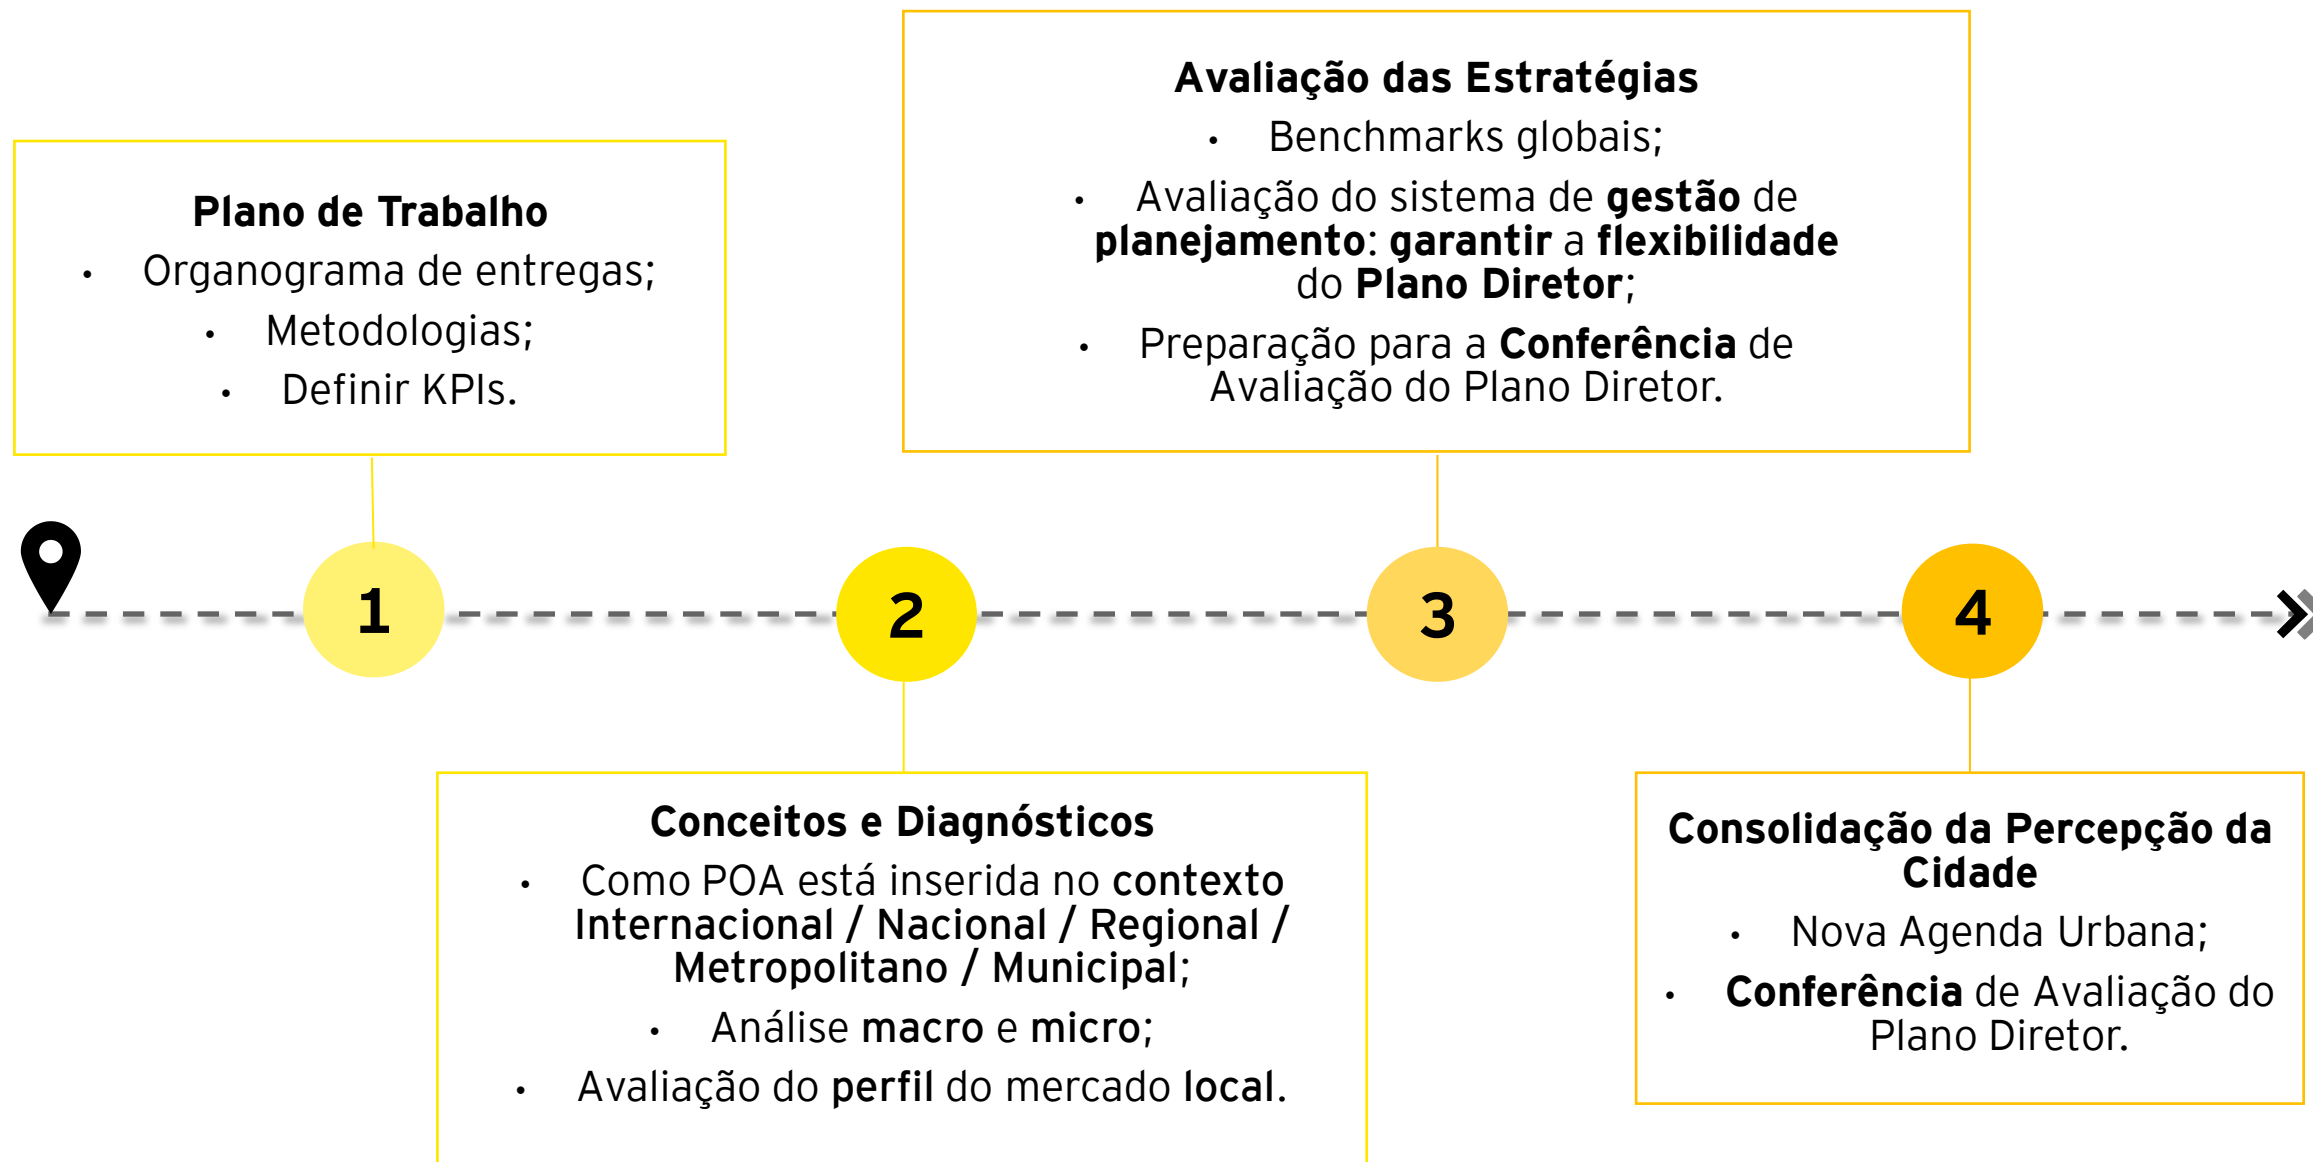 Plano de Trabalho
• Organograma de entregas;
• Metodologias;
• Definir KPIs.
Avaliação das Estratégias
• Benchmarks globais;
• Avaliação do sistema de gestão de
planejamento: garantir a flexibilidade
do Plano Diretor;
• Preparação para a Conferência de
Avaliação do Plano Diretor.
1
2
3
4
Conceitos e Diagnósticos
• Como POA está inserida no contexto
Internacional / Nacional / Regional /
Metropolitano / Municipal;
• Análise macro e micro;
• Avaliação do perfil do mercado local.
Consolidação da Percepção da
Cidade
• Nova Agenda Urbana;
• Conferência de Avaliação do
Plano Diretor.